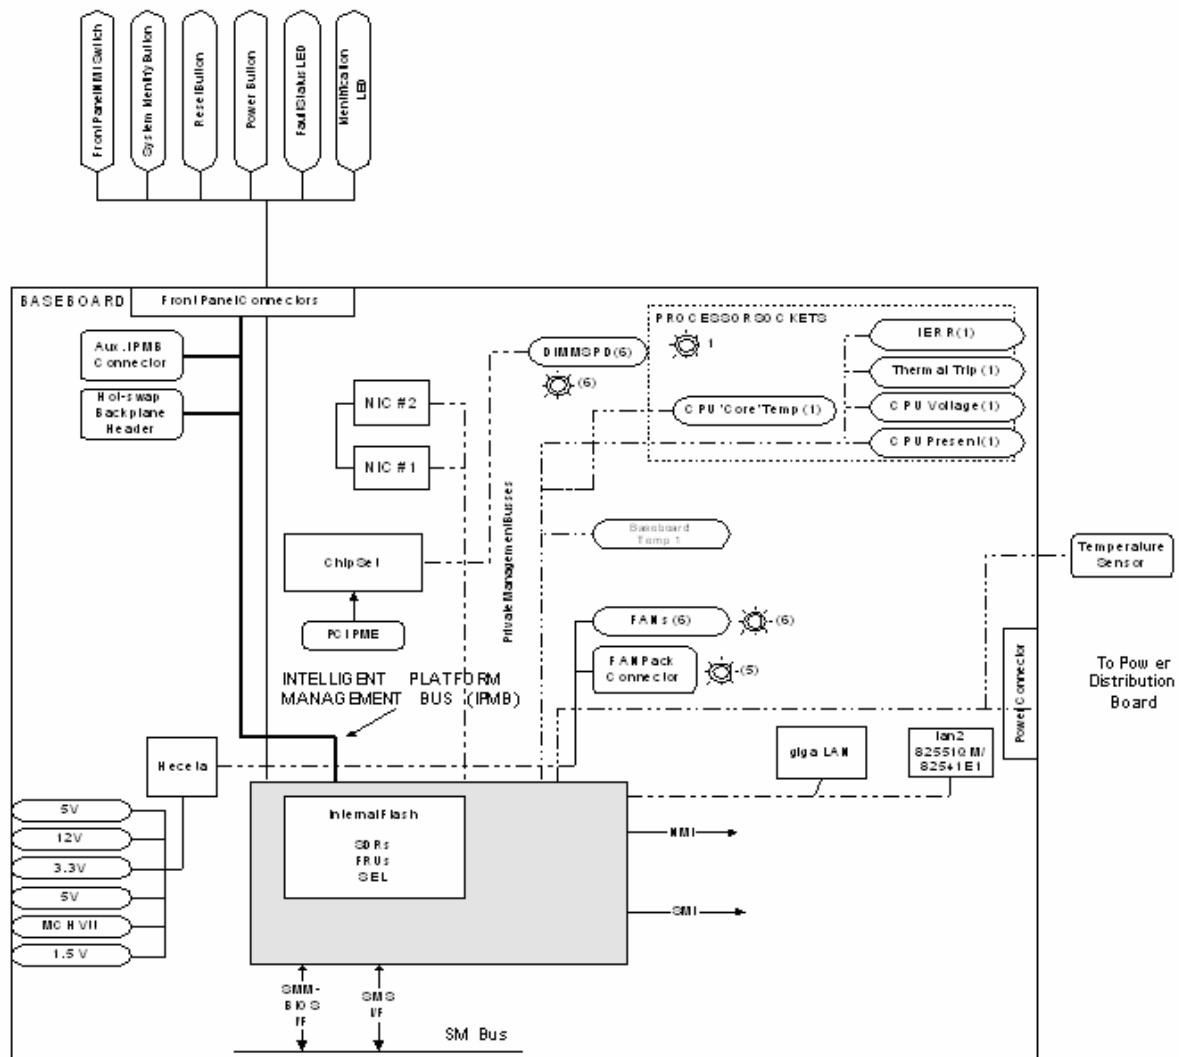 Front Panel NMI Switch
System Identify Button
Reset Button
Power Button
Fault Status LED
Identification
LED
BASEBOARD
Front Panel Connectors
Aux. IPMB
Connector
Hot-swap
Backplane
Header
NIC #2
NIC #1
DIMM SPD (6)
(6)
PROCESSOR SOCKETS
1
IERR (1)
Thermal Trip (1)
CPU Voltage (1)
CPU Present (1)
CPU 'Core' Temp (1)
Private Management Busses
Baseboard
Temp 1
Chip Set
PCI PME
Temperature
Sensor
FANs (6)
(6)
FAN Pack
Connector
(5)
INTELLIGENT PLATFORM
MANAGEMENT BUS (IPMB)
Power Connector
To Power
Distribution
Board
Heceta
giga LAN
lan2
82551QM/
82541E1
5V
12V
3.3V
5V
MCH Vtt
1.5V
Internal Flash
SDRs
FRUs
SEL
NMI
SMI
SMM-
BIOS
I/F
SMS
I/F
SM Bus